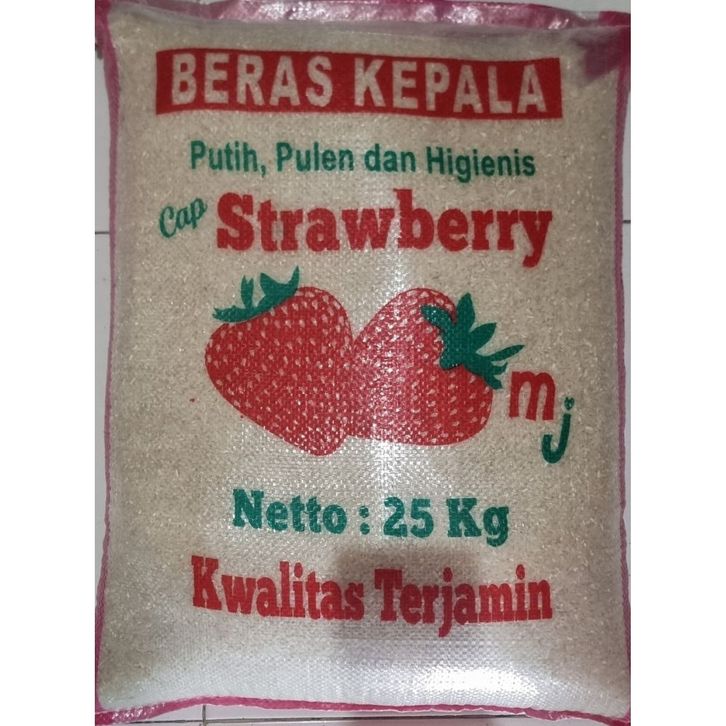 BERAS KEPALA
Putih, Pulen dan Higienis
Cap Strawberry
mj
Netto : 25 Kg
Kwalitas Terjamin